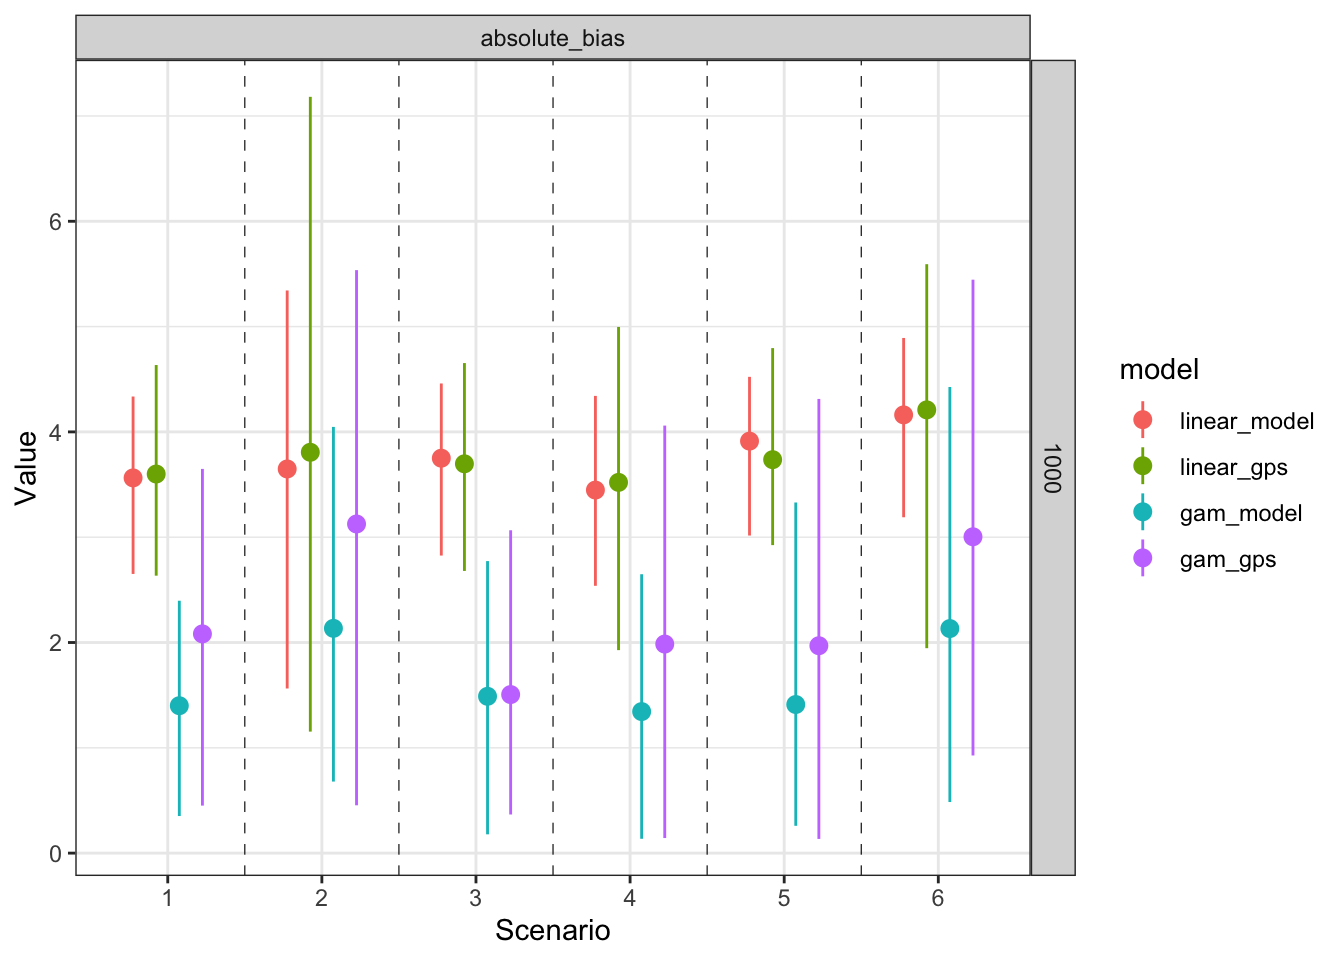 absolute_bias
1000
Value
6
4
2
0
1 2 3 4 5 6
Scenario
model
linear_model
linear_gps
gam_model
gam_gps